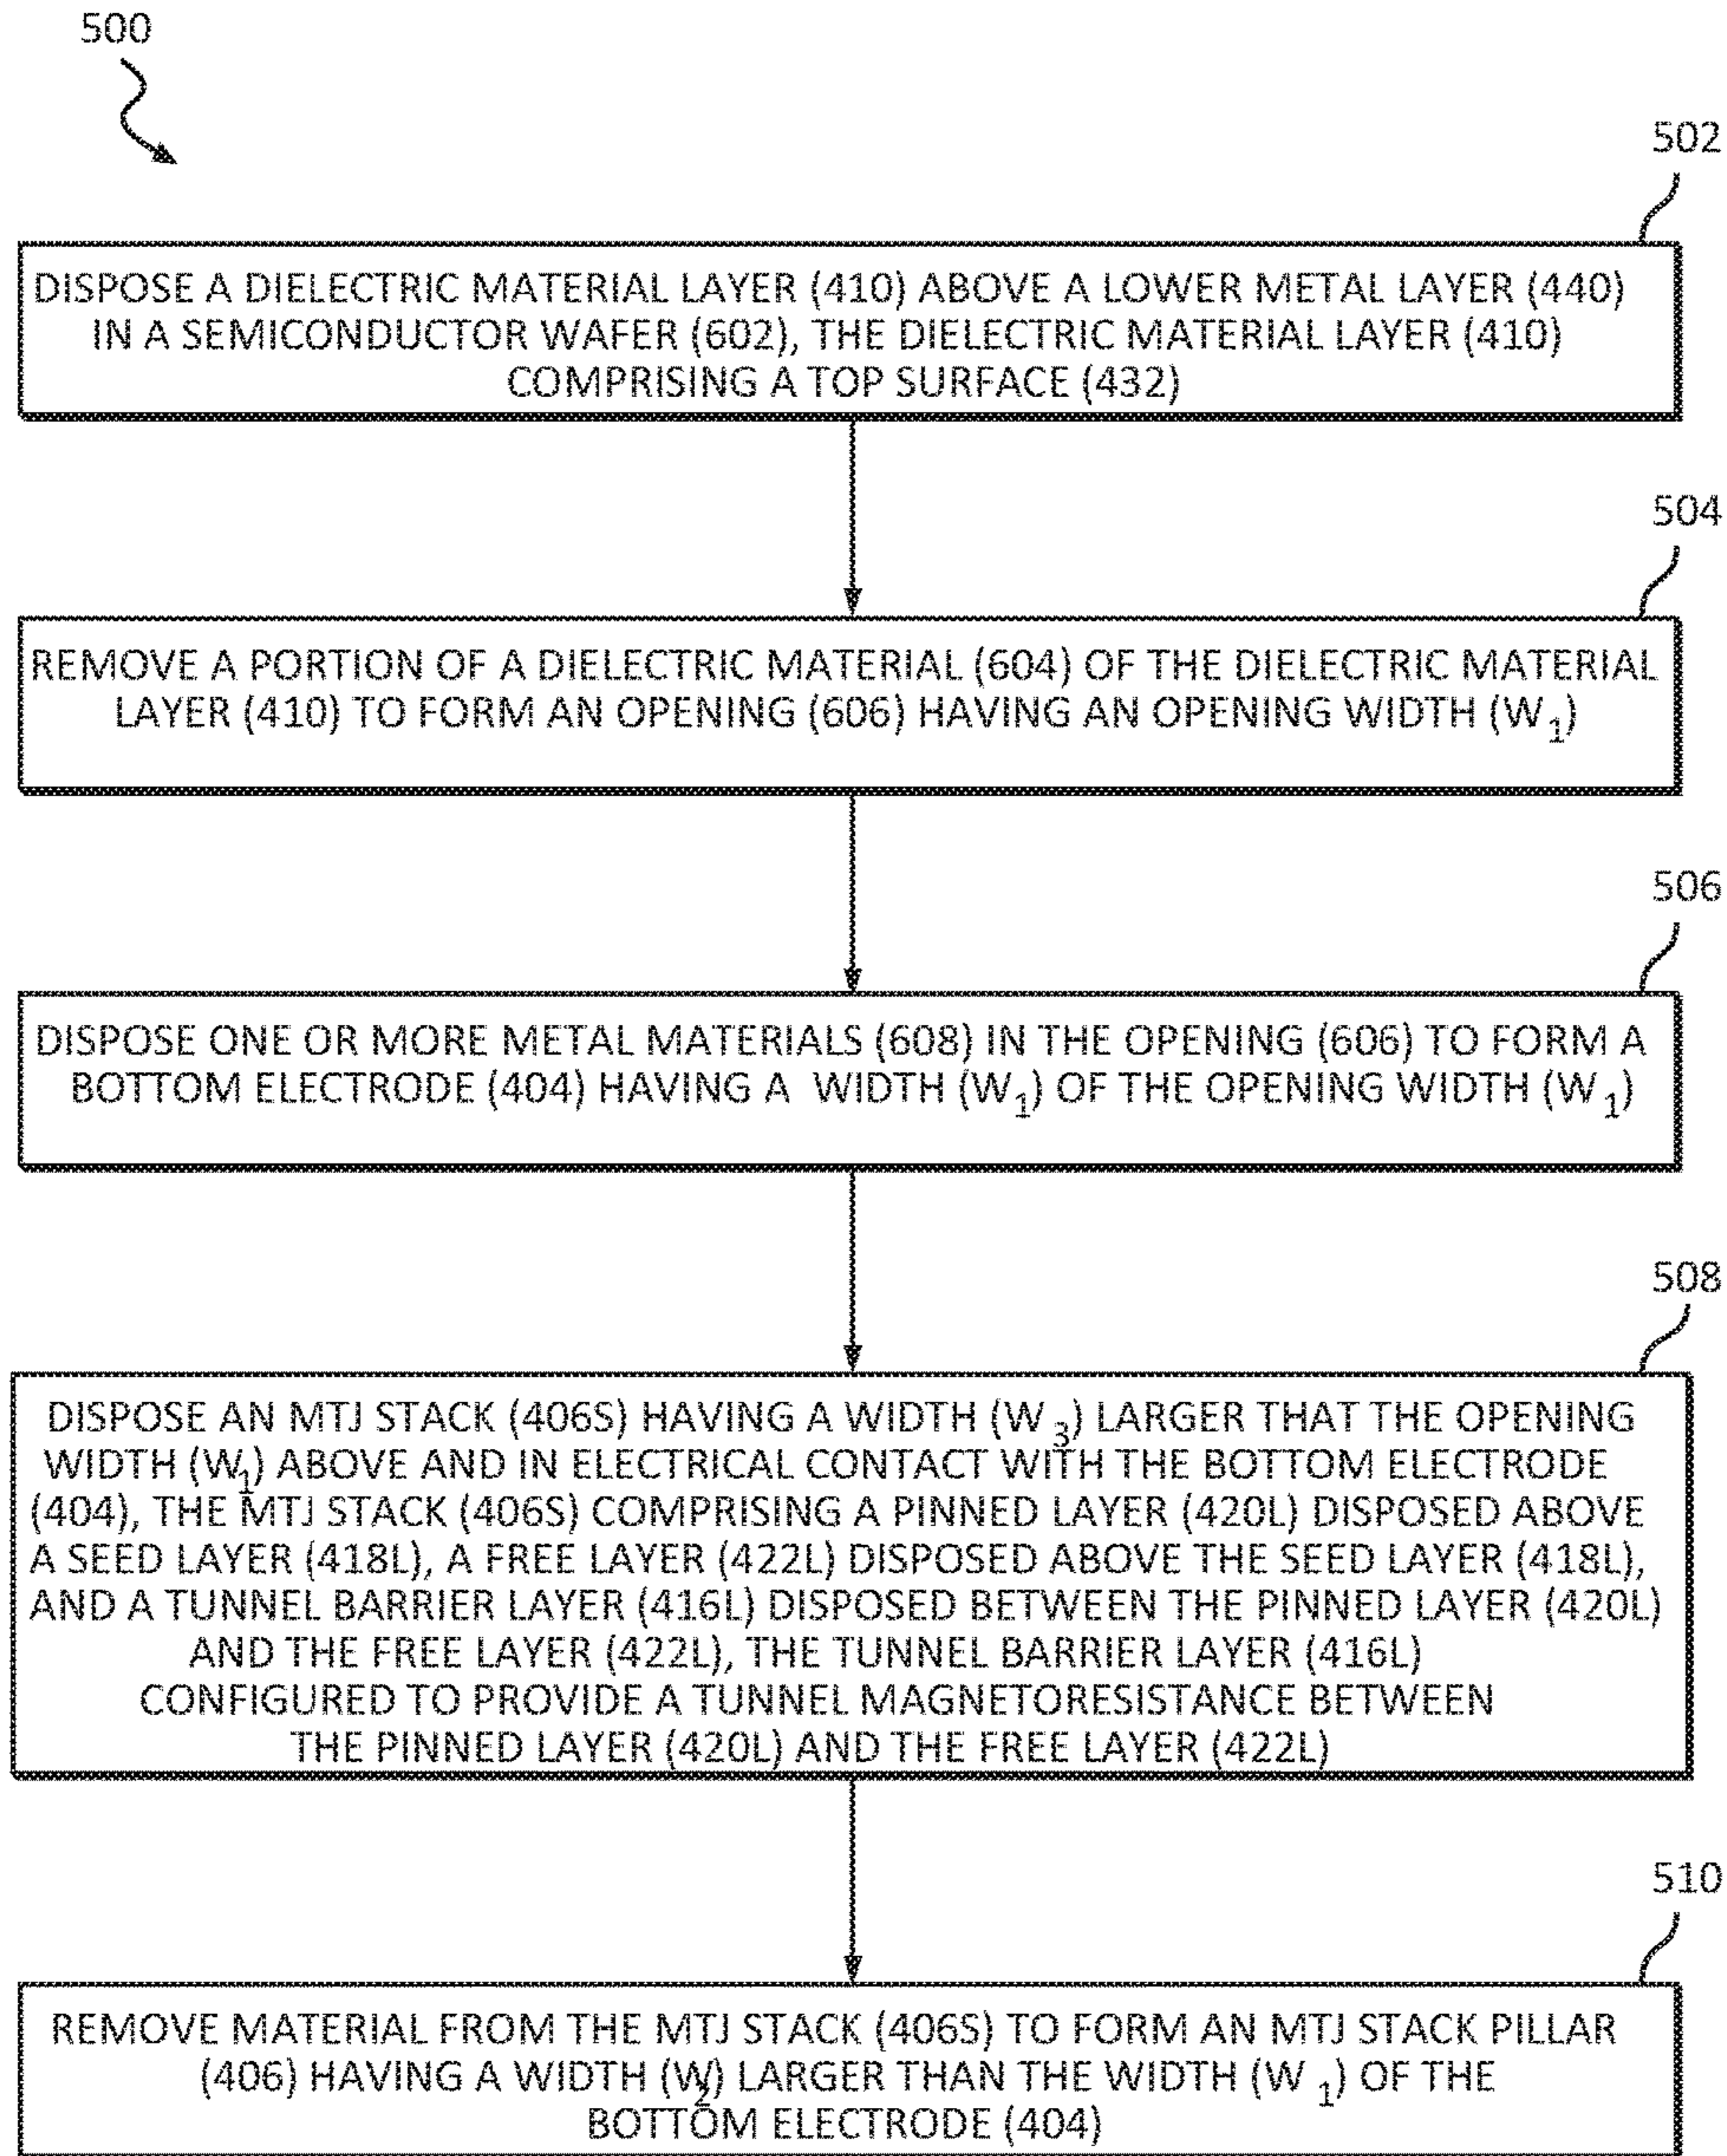 500
502
DISPOSE A DIELECTRIC MATERIAL LAYER (410) ABOVE A LOWER METAL LAYER (440)
IN A SEMICONDUCTOR WAFER (602), THE DIELECTRIC MATERIAL LAYER (410)
COMPRISING A TOP SURFACE (432)
504
REMOVE A PORTION OF A DIELECTRIC MATERIAL (604) OF THE DIELECTRIC MATERIAL
LAYER (410) TO FORM AN OPENING (606) HAVING AN OPENING WIDTH (W₁)
506
DISPOSE ONE OR MORE METAL MATERIALS (608) IN THE OPENING (606) TO FORM A
BOTTOM ELECTRODE (404) HAVING A WIDTH (W₁) OF THE OPENING WIDTH (W₁)
508
DISPOSE AN MTJ STACK (406S) HAVING A WIDTH (W₃) LARGER THAT THE OPENING
WIDTH (W₁) ABOVE AND IN ELECTRICAL CONTACT WITH THE BOTTOM ELECTRODE
(404), THE MTJ STACK (406S) COMPRISING A PINNED LAYER (420L) DISPOSED ABOVE
A SEED LAYER (418L), A FREE LAYER (422L) DISPOSED ABOVE THE SEED LAYER (418L),
AND A TUNNEL BARRIER LAYER (416L) DISPOSED BETWEEN THE PINNED LAYER (420L)
AND THE FREE LAYER (422L), THE TUNNEL BARRIER LAYER (416L)
CONFIGURED TO PROVIDE A TUNNEL MAGNETORESISTANCE BETWEEN
THE PINNED LAYER (420L) AND THE FREE LAYER (422L)
510
REMOVE MATERIAL FROM THE MTJ STACK (406S) TO FORM AN MTJ STACK PILLAR
(406) HAVING A WIDTH (W₂) LARGER THAN THE WIDTH (W₁) OF THE
BOTTOM ELECTRODE (404)